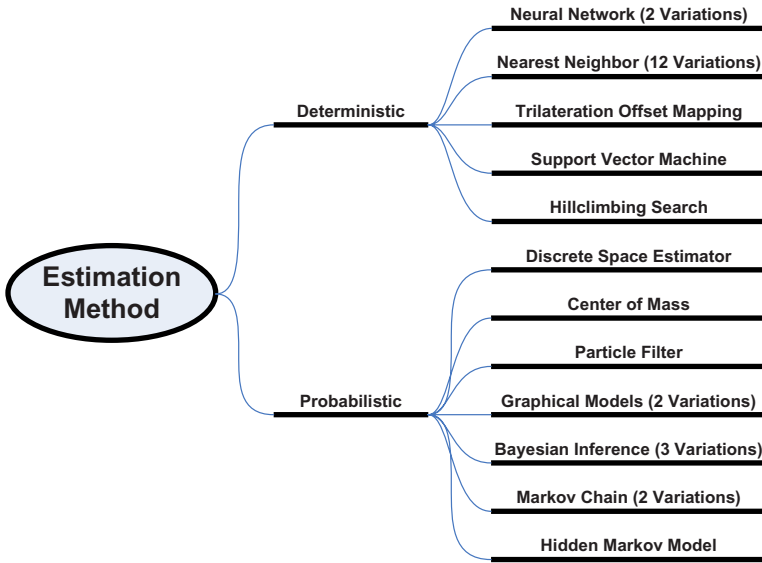 Neural Network (2 Variations)
Nearest Neighbor (12 Variations)
Deterministic
Trilateration Offset Mapping
Support Vector Machine
Hillclimbing Search
Estimation
Method
Discrete Space Estimator
Center of Mass
Particle Filter
Probabilistic
Graphical Models (2 Variations)
Bayesian Inference (3 Variations)
Markov Chain (2 Variations)
Hidden Markov Model